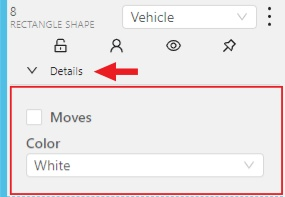 8
RECTANGLE SHAPE
Vehicle
Details
Moves
Color
White